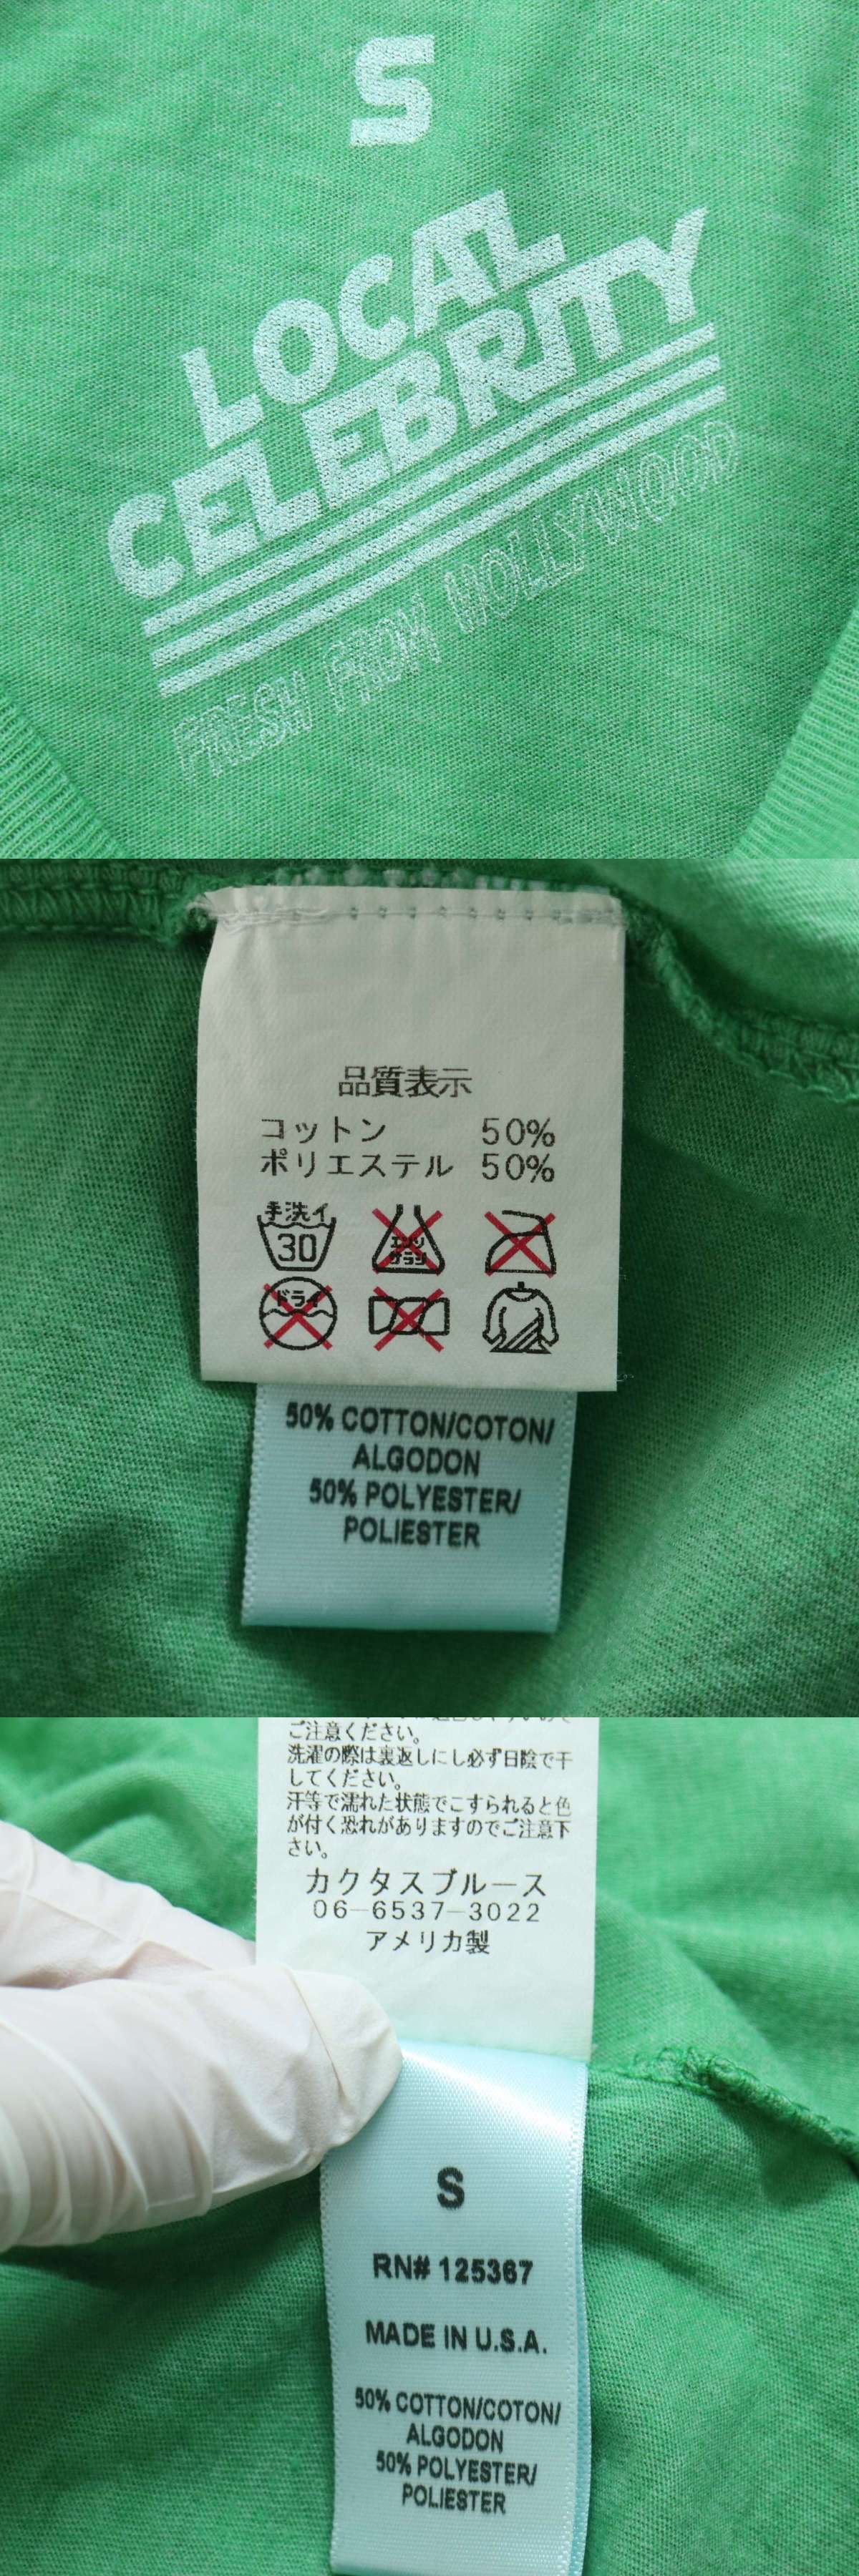 S
LOCAL
CELEBRITY
FRESH FROM HOLLYWOOD
品質表示
コットン 50%
ポリエステル 50%
手洗イ
30
エンソ
サラシ
ドライ
50% COTTON/COTON/
ALGODON
50% POLYESTER/
POLIESTER
ご注意ください。
洗濯の際は裏返しにし必ず日陰で干
してください。
汗等で濡れた状態でこすられると色
が付く恐れがありますのでご注意下
さい。
カクタスブルース
06-6537-3022
アメリカ製
S
RN# 125367
MADE IN U.S.A.
50% COTTON/COTON/
ALGODON
50% POLYESTER/
POLIESTER